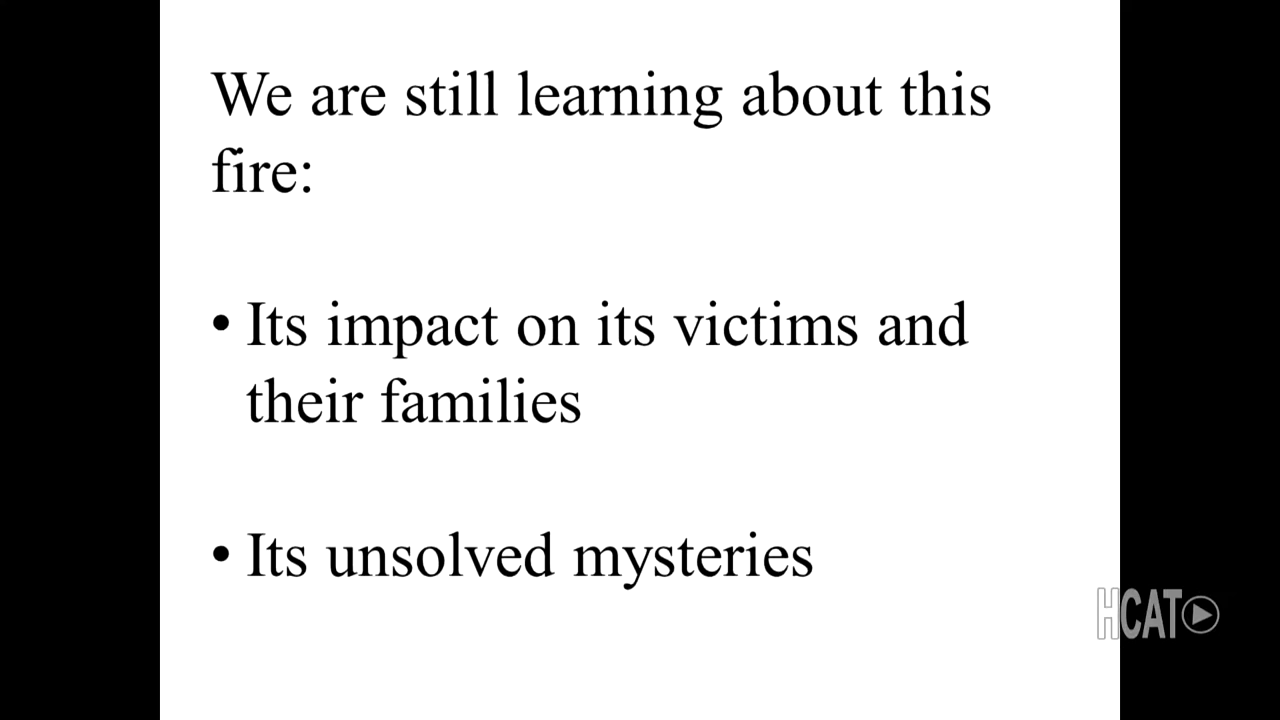 We are still learning about this
fire:
• Its impact on its victims and
their families
• Its unsolved mysteries
HCAT